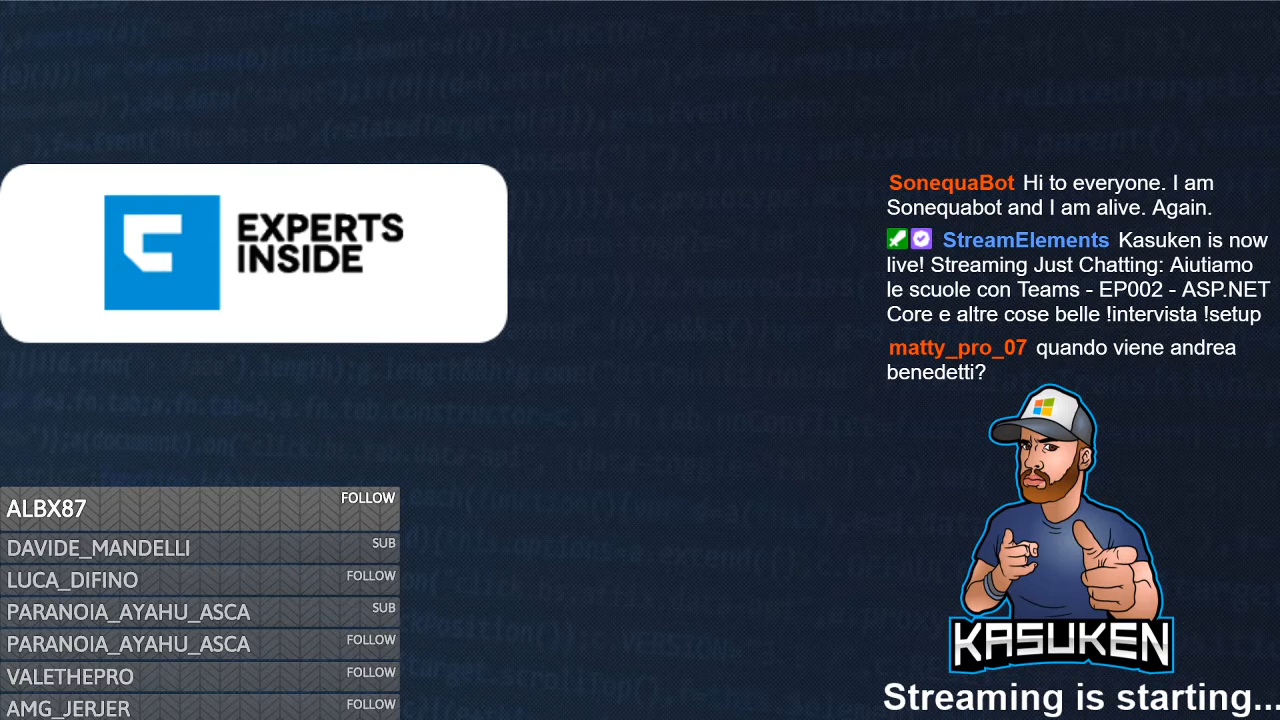 EXPERTS
INSIDE
SonequaBot Hi to everyone. I am
Sonequabot and I am alive. Again.
StreamElements Kasuken is now
live! Streaming Just Chatting: Aiutiamo
le scuole con Teams - EP002 - ASP.NET
Core e altre cose belle !intervista !setup
matty_pro_07 quando viene andrea
benedetti?
ALBX87 FOLLOW
DAVIDE_MANDELLI SUB
LUCA_DIFINO FOLLOW
PARANOIA_AYAHU_ASCA SUB
PARANOIA_AYAHU_ASCA FOLLOW
VALETHEPRO FOLLOW
AMG_JERJER FOLLOW
KASUKEN
Streaming is starting...